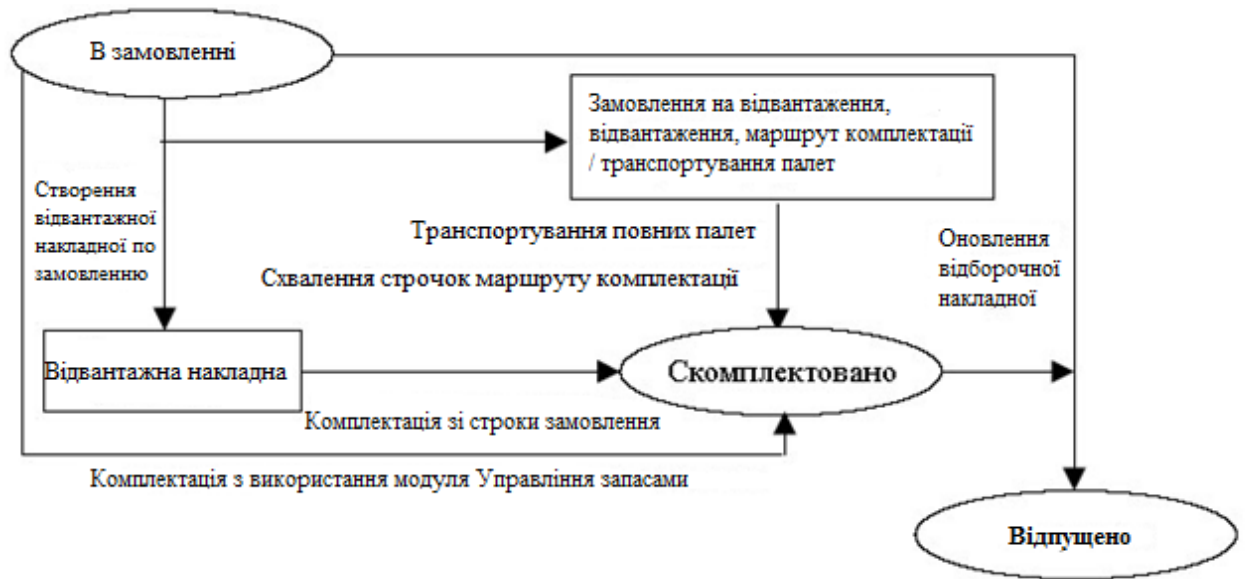 В замовленні
Замовлення на відвантаження,
відвантаження, маршрут комплектації
/ транспортування палет
Створення
відвантажної
накладної по
замовленню
Транспортування повних палет
Схвалення строчок маршруту комплектації
Оновлення
відборочної
накладної
Відвантажна накладна
Скомплектовано
Комплектація зі строки замовлення
Комплектація з використання модуля Управління запасами
Відпущено